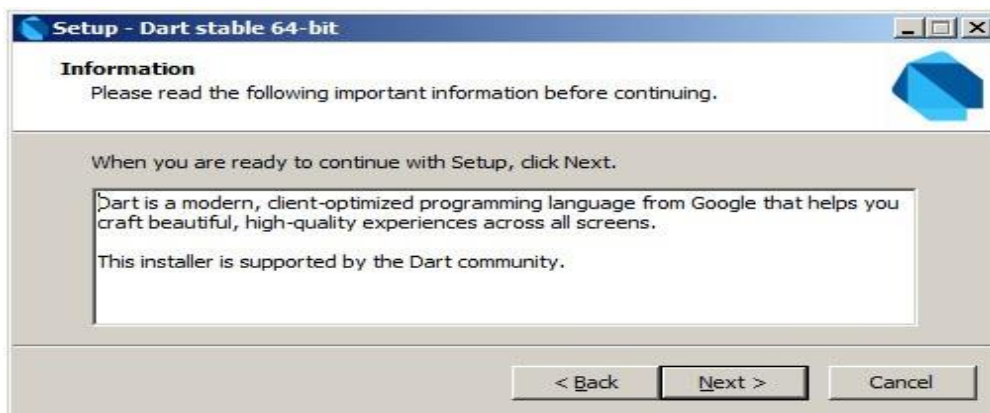 Setup - Dart stable 64-bit
Information
Please read the following important information before continuing.
When you are ready to continue with Setup, click Next.
Dart is a modern, client-optimized programming language from Google that helps you
craft beautiful, high-quality experiences across all screens.
This installer is supported by the Dart community.
< Back Next > Cancel